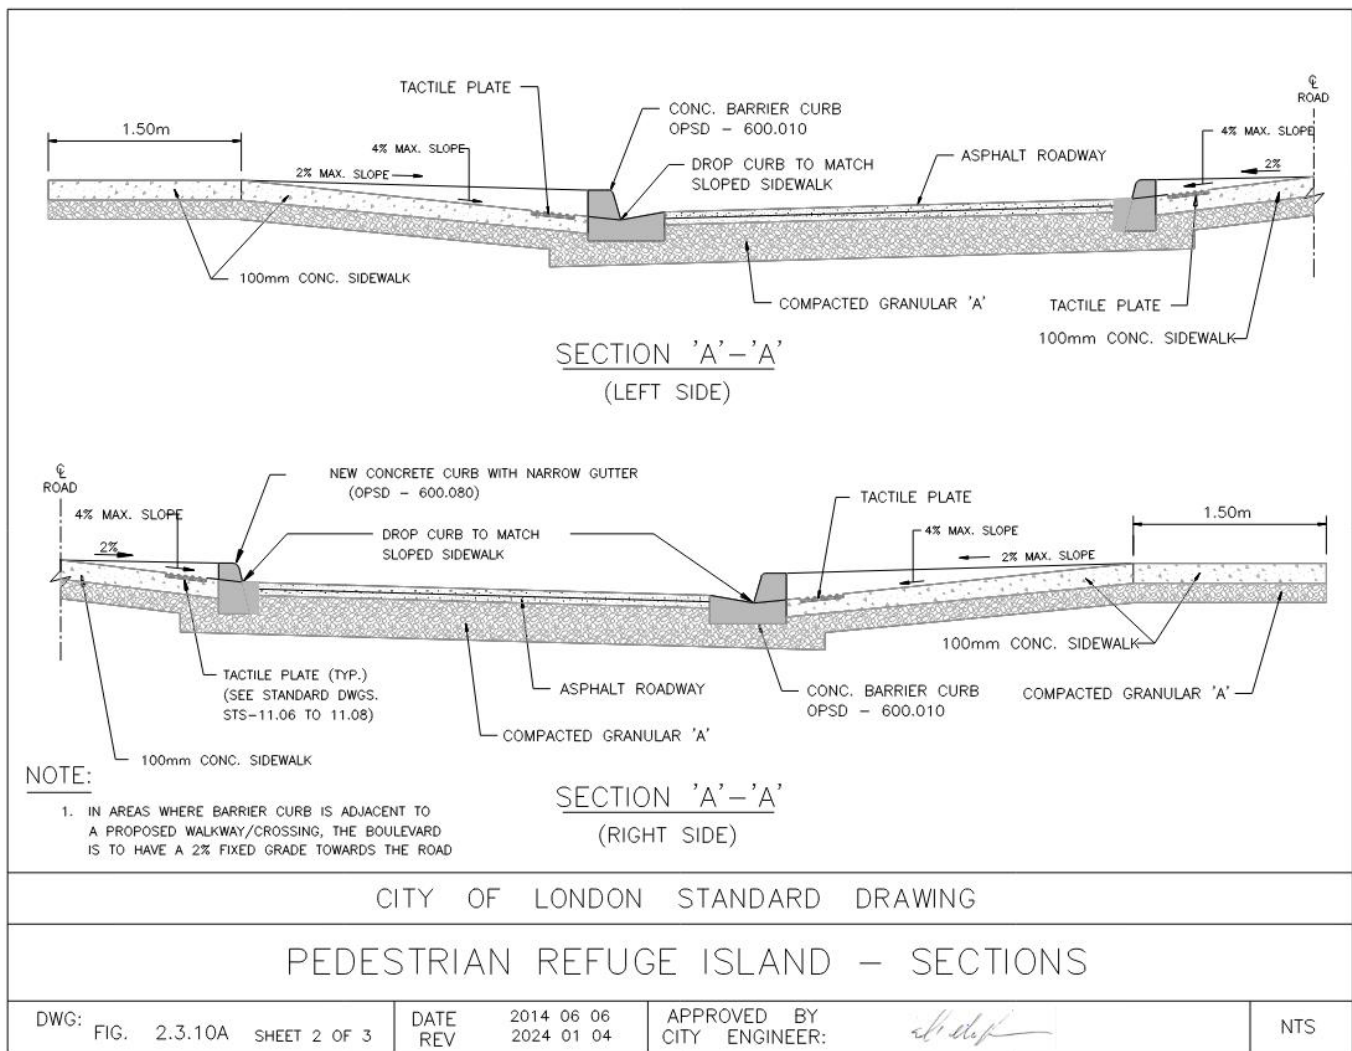 TACTILE PLATE
CONC. BARRIER CURB
OPSD - 600.010
℄
ROAD
1.50m
4% MAX. SLOPE
4% MAX. SLOPE
2% MAX. SLOPE
DROP CURB TO MATCH
SLOPED SIDEWALK
ASPHALT ROADWAY
2%
100mm CONC. SIDEWALK
COMPACTED GRANULAR 'A'
TACTILE PLATE
100mm CONC. SIDEWALK
SECTION 'A'-'A'
(LEFT SIDE)
℄
ROAD
NEW CONCRETE CURB WITH NARROW GUTTER
(OPSD - 600.080)
TACTILE PLATE
1.50m
4% MAX. SLOPE
DROP CURB TO MATCH
SLOPED SIDEWALK
4% MAX. SLOPE
2%
2% MAX. SLOPE
100mm CONC. SIDEWALK
TACTILE PLATE (TYP.)
(SEE STANDARD DWGS.
STS-11.06 TO 11.08)
ASPHALT ROADWAY
CONC. BARRIER CURB
OPSD - 600.010
COMPACTED GRANULAR 'A'
COMPACTED GRANULAR 'A'
100mm CONC. SIDEWALK
NOTE:
1. IN AREAS WHERE BARRIER CURB IS ADJACENT TO
A PROPOSED WALKWAY/CROSSING, THE BOULEVARD
IS TO HAVE A 2% FIXED GRADE TOWARDS THE ROAD
SECTION 'A'-'A'
(RIGHT SIDE)
CITY OF LONDON STANDARD DRAWING
PEDESTRIAN REFUGE ISLAND - SECTIONS
DWG: FIG. 2.3.10A SHEET 2 OF 3
DATE 2014 06 06
REV 2024 01 04
APPROVED BY
CITY ENGINEER:
NTS